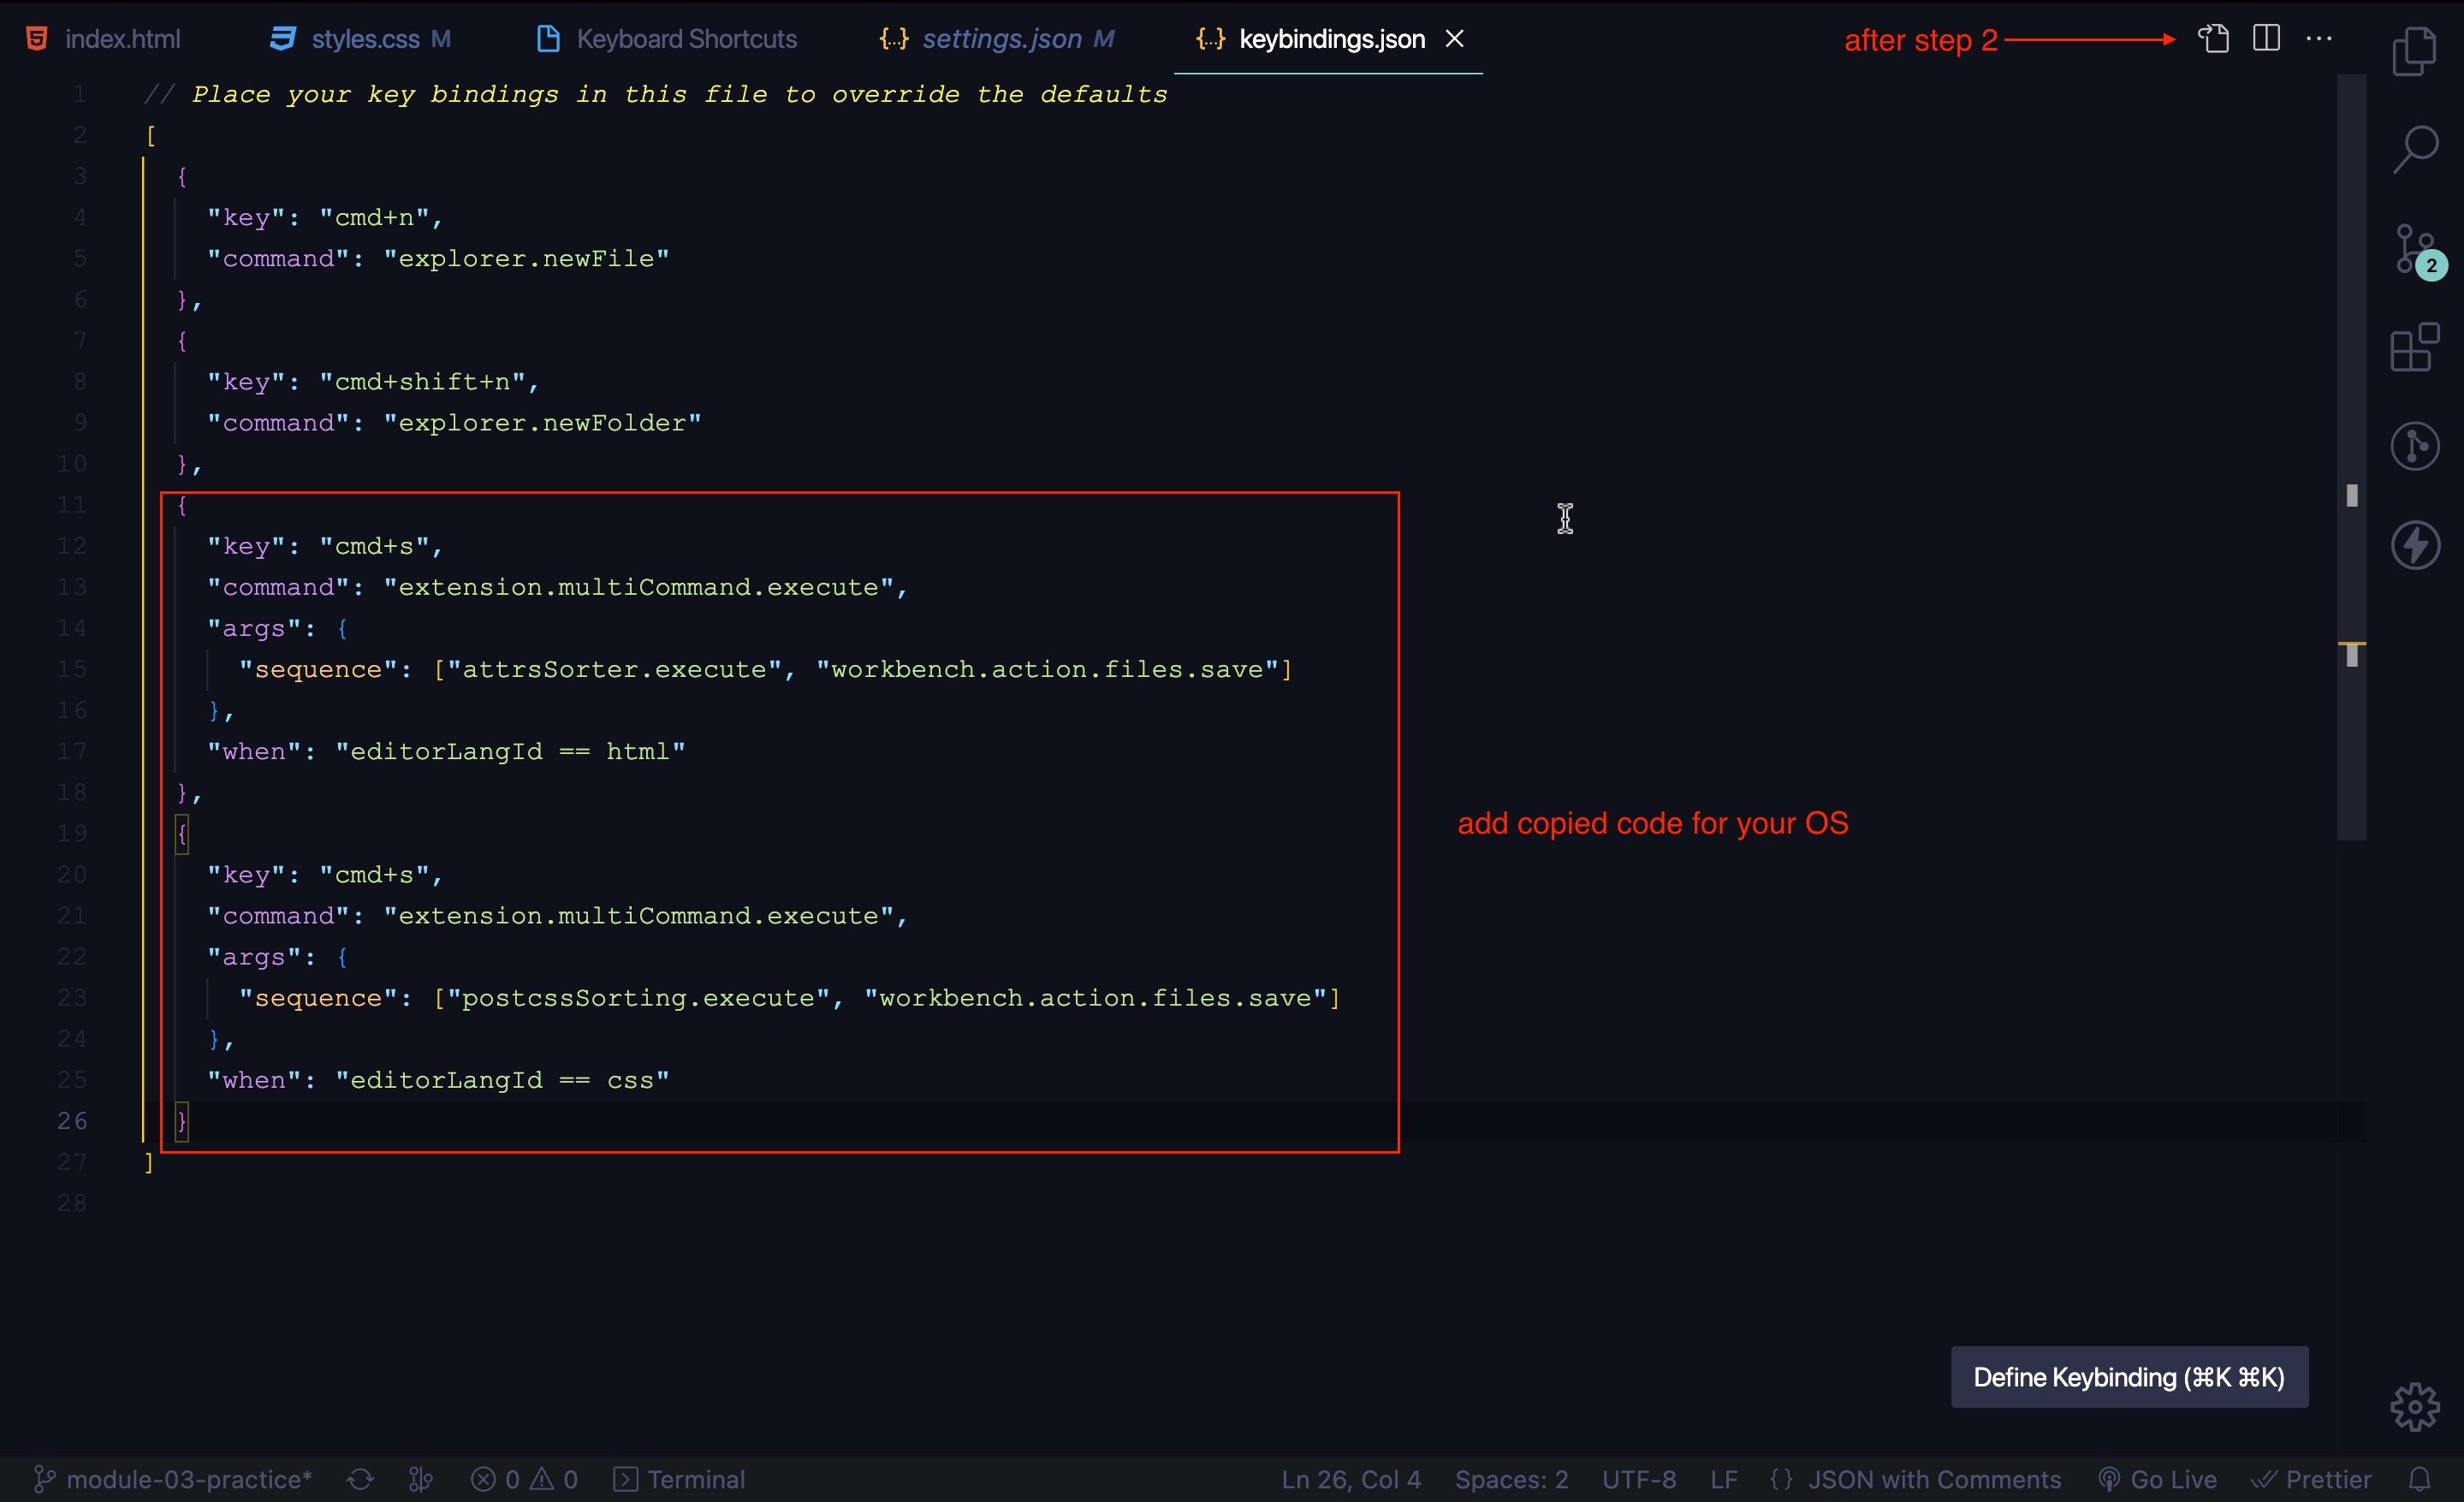 index.html
styles.css M
Keyboard Shortcuts
{..} settings.json M
{..} keybindings.json
after step 2
1 // Place your key bindings in this file to override the defaults
2 [
3 {
4 "key": "cmd+n",
5 "command": "explorer.newFile"
6 },
7 {
8 "key": "cmd+shift+n",
9 "command": "explorer.newFolder"
10 },
11 {
12 "key": "cmd+s",
13 "command": "extension.multiCommand.execute",
14 "args": {
15 "sequence": ["attrsSorter.execute", "workbench.action.files.save"]
16 },
17 "when": "editorLangId == html"
18 },
19 {
20 "key": "cmd+s",
21 "command": "extension.multiCommand.execute",
22 "args": {
23 "sequence": ["postcssSorting.execute", "workbench.action.files.save"]
24 },
25 "when": "editorLangId == css"
26 }
27 ]
28
add copied code for your OS
2
Define Keybinding (⌘K ⌘K)
module-03-practice* 0 0 Terminal Ln 26, Col 4 Spaces: 2 UTF-8 LF {} JSON with Comments Go Live Prettier